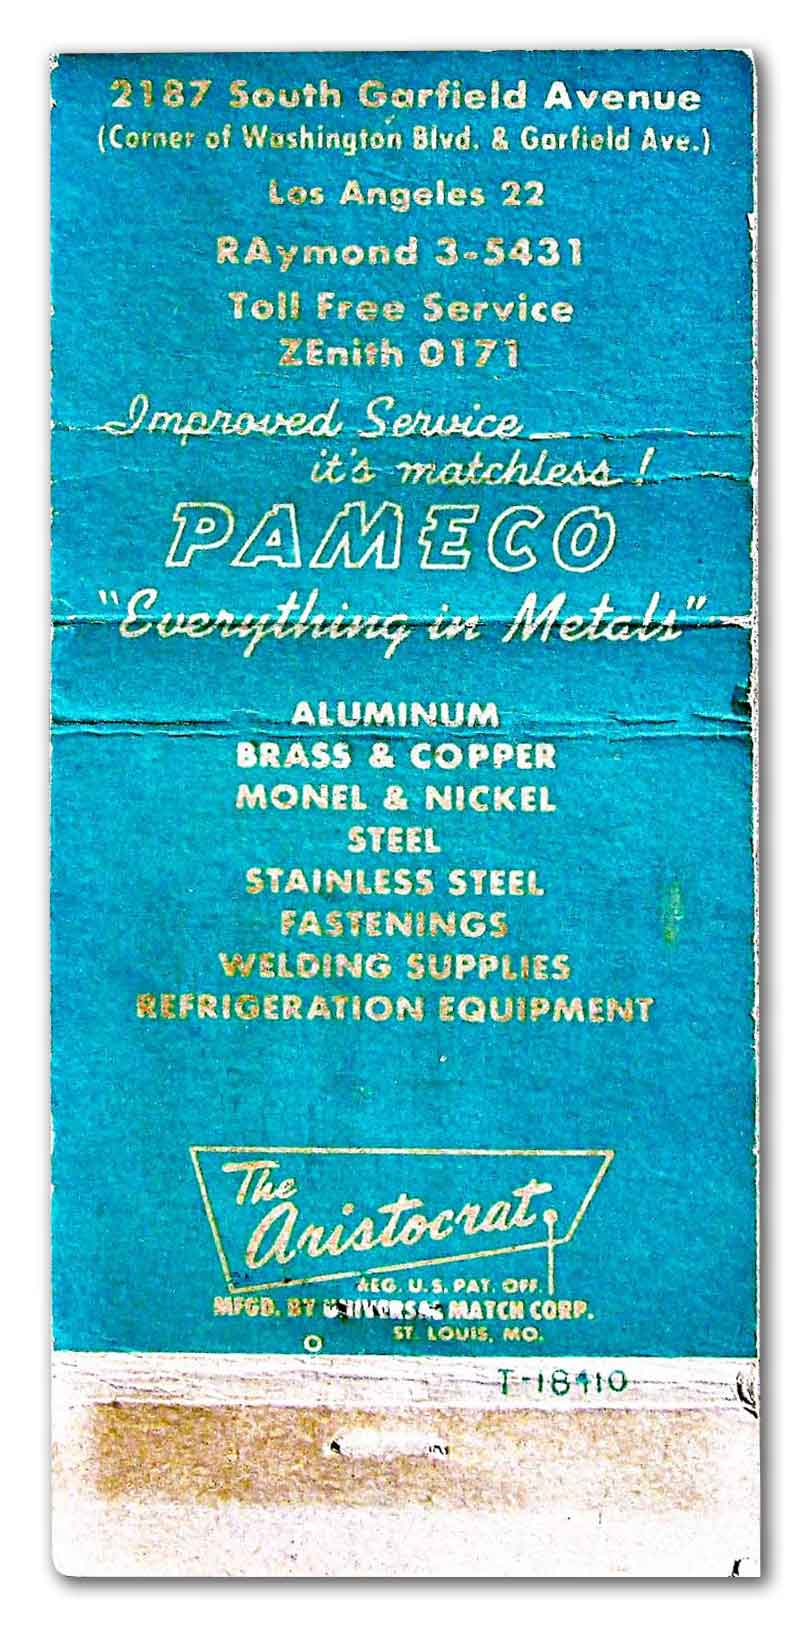 2187 South Garfield Avenue
(Corner of Washington Blvd. & Garfield Ave.)
Los Angeles 22
RAymond 3-5431
Toll Free Service
ZEnith 0171
Improved Service
it's matchless!
PAMECO
"Everything in Metals"
ALUMINUM
BRASS & COPPER
MONEL & NICKEL
STEEL
STAINLESS STEEL
FASTENINGS
WELDING SUPPLIES
REFRIGERATION EQUIPMENT
The
Aristocrat
REG. U.S. PAT. OFF.
MFGD. BY UNIVERSAL MATCH CORP.
ST. LOUIS, MO.
T-18410